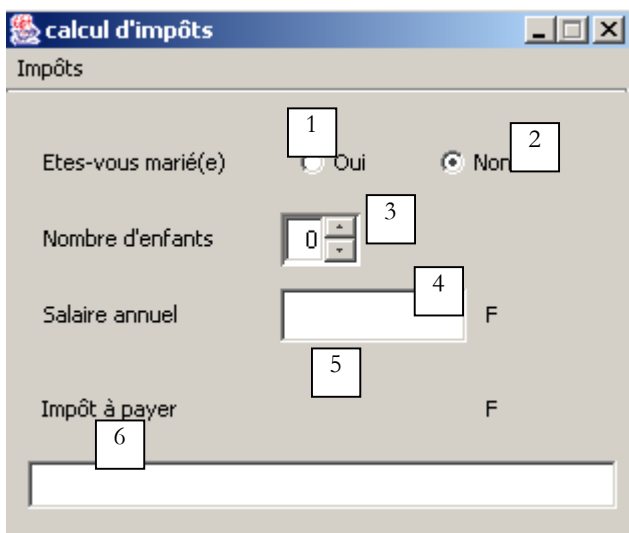 calcul d'impôts
Impôts
1
2
Etes-vous marié(e) Oui Non
3
Nombre d'enfants 0
4
Salaire annuel F
5
Impôt à payer F
6